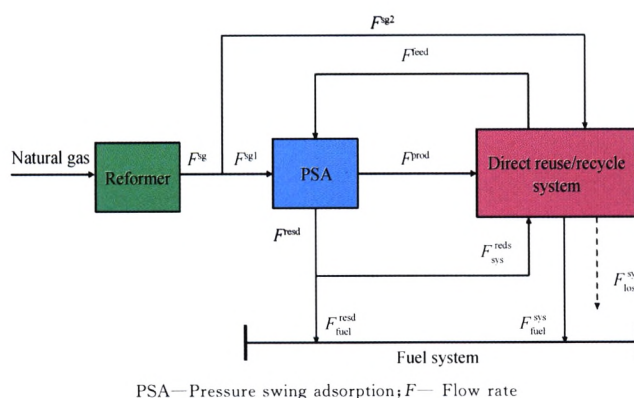 F^sg2
F^feed
Natural gas
Reformer
F^sg
F^sg1
PSA
F^prod
Direct reuse/recycle
system
F^resd
F^reds_sys
F^sy_los
F^resd_fuel
F^sys_fuel
Fuel system
PSA—Pressure swing adsorption;F— Flow rate